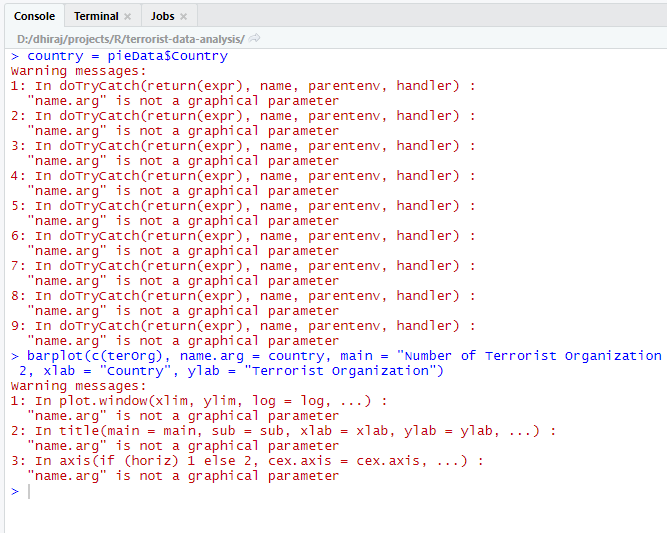 Console Terminal Jobs
D:/dhiraj/projects/R/terrorist-data-analysis/
> country = pieData$Country
Warning messages:
1: In doTryCatch(return(expr), name, parentenv, handler) :
  "name.arg" is not a graphical parameter
2: In doTryCatch(return(expr), name, parentenv, handler) :
  "name.arg" is not a graphical parameter
3: In doTryCatch(return(expr), name, parentenv, handler) :
  "name.arg" is not a graphical parameter
4: In doTryCatch(return(expr), name, parentenv, handler) :
  "name.arg" is not a graphical parameter
5: In doTryCatch(return(expr), name, parentenv, handler) :
  "name.arg" is not a graphical parameter
6: In doTryCatch(return(expr), name, parentenv, handler) :
  "name.arg" is not a graphical parameter
7: In doTryCatch(return(expr), name, parentenv, handler) :
  "name.arg" is not a graphical parameter
8: In doTryCatch(return(expr), name, parentenv, handler) :
  "name.arg" is not a graphical parameter
9: In doTryCatch(return(expr), name, parentenv, handler) :
  "name.arg" is not a graphical parameter
> barplot(c(terOrg), name.arg = country, main = "Number of Terrorist Organization
 2, xlab = "Country", ylab = "Terrorist Organization")
Warning messages:
1: In plot.window(xlim, ylim, log = log, ...) :
  "name.arg" is not a graphical parameter
2: In title(main = main, sub = sub, xlab = xlab, ylab = ylab, ...) :
  "name.arg" is not a graphical parameter
3: In axis(if (horiz) 1 else 2, cex.axis = cex.axis, ...) :
  "name.arg" is not a graphical parameter
>